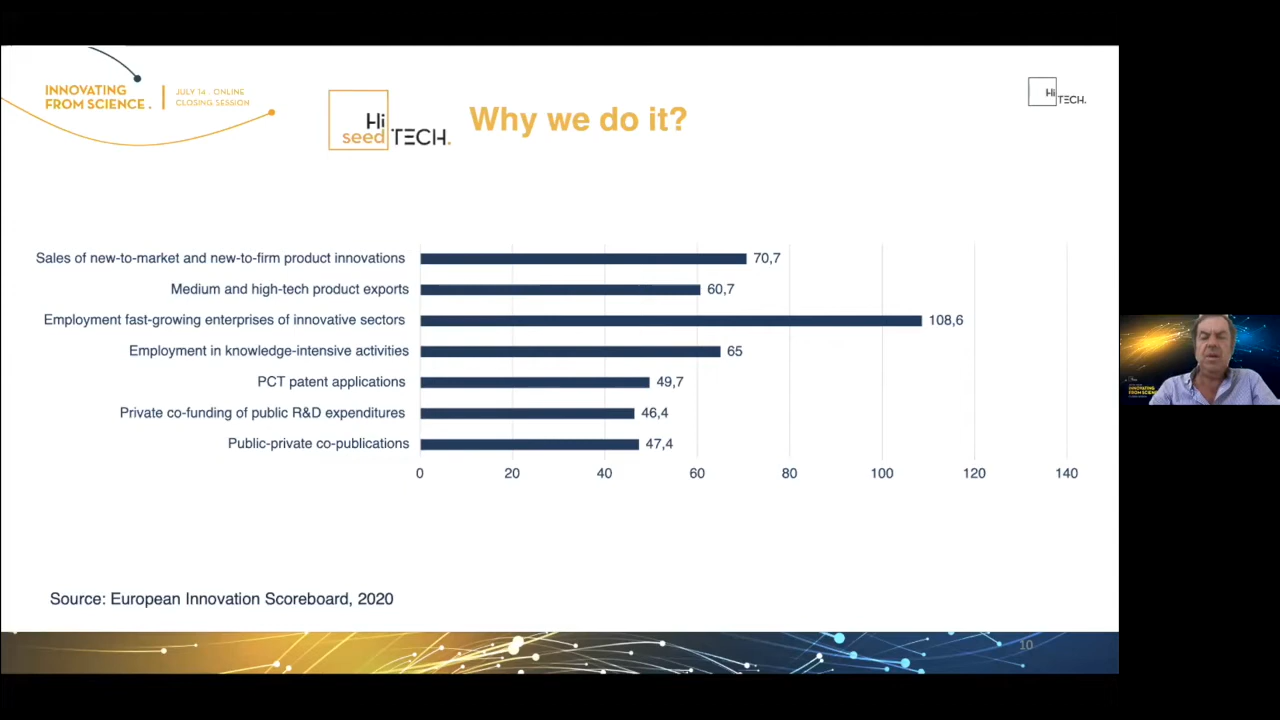 INNOVATING
FROM SCIENCE.
JULY 14 . ONLINE
CLOSING SESSION
Hi
seed TECH.
Why we do it?
Hi
TECH.
Sales of new-to-market and new-to-firm product innovations 70,7
Medium and high-tech product exports 60,7
Employment fast-growing enterprises of innovative sectors 108,6
Employment in knowledge-intensive activities 65
PCT patent applications 49,7
Private co-funding of public R&D expenditures 46,4
Public-private co-publications 47,4
0 20 40 60 80 100 120 140
INNOVATING
Source: European Innovation Scoreboard, 2020
10